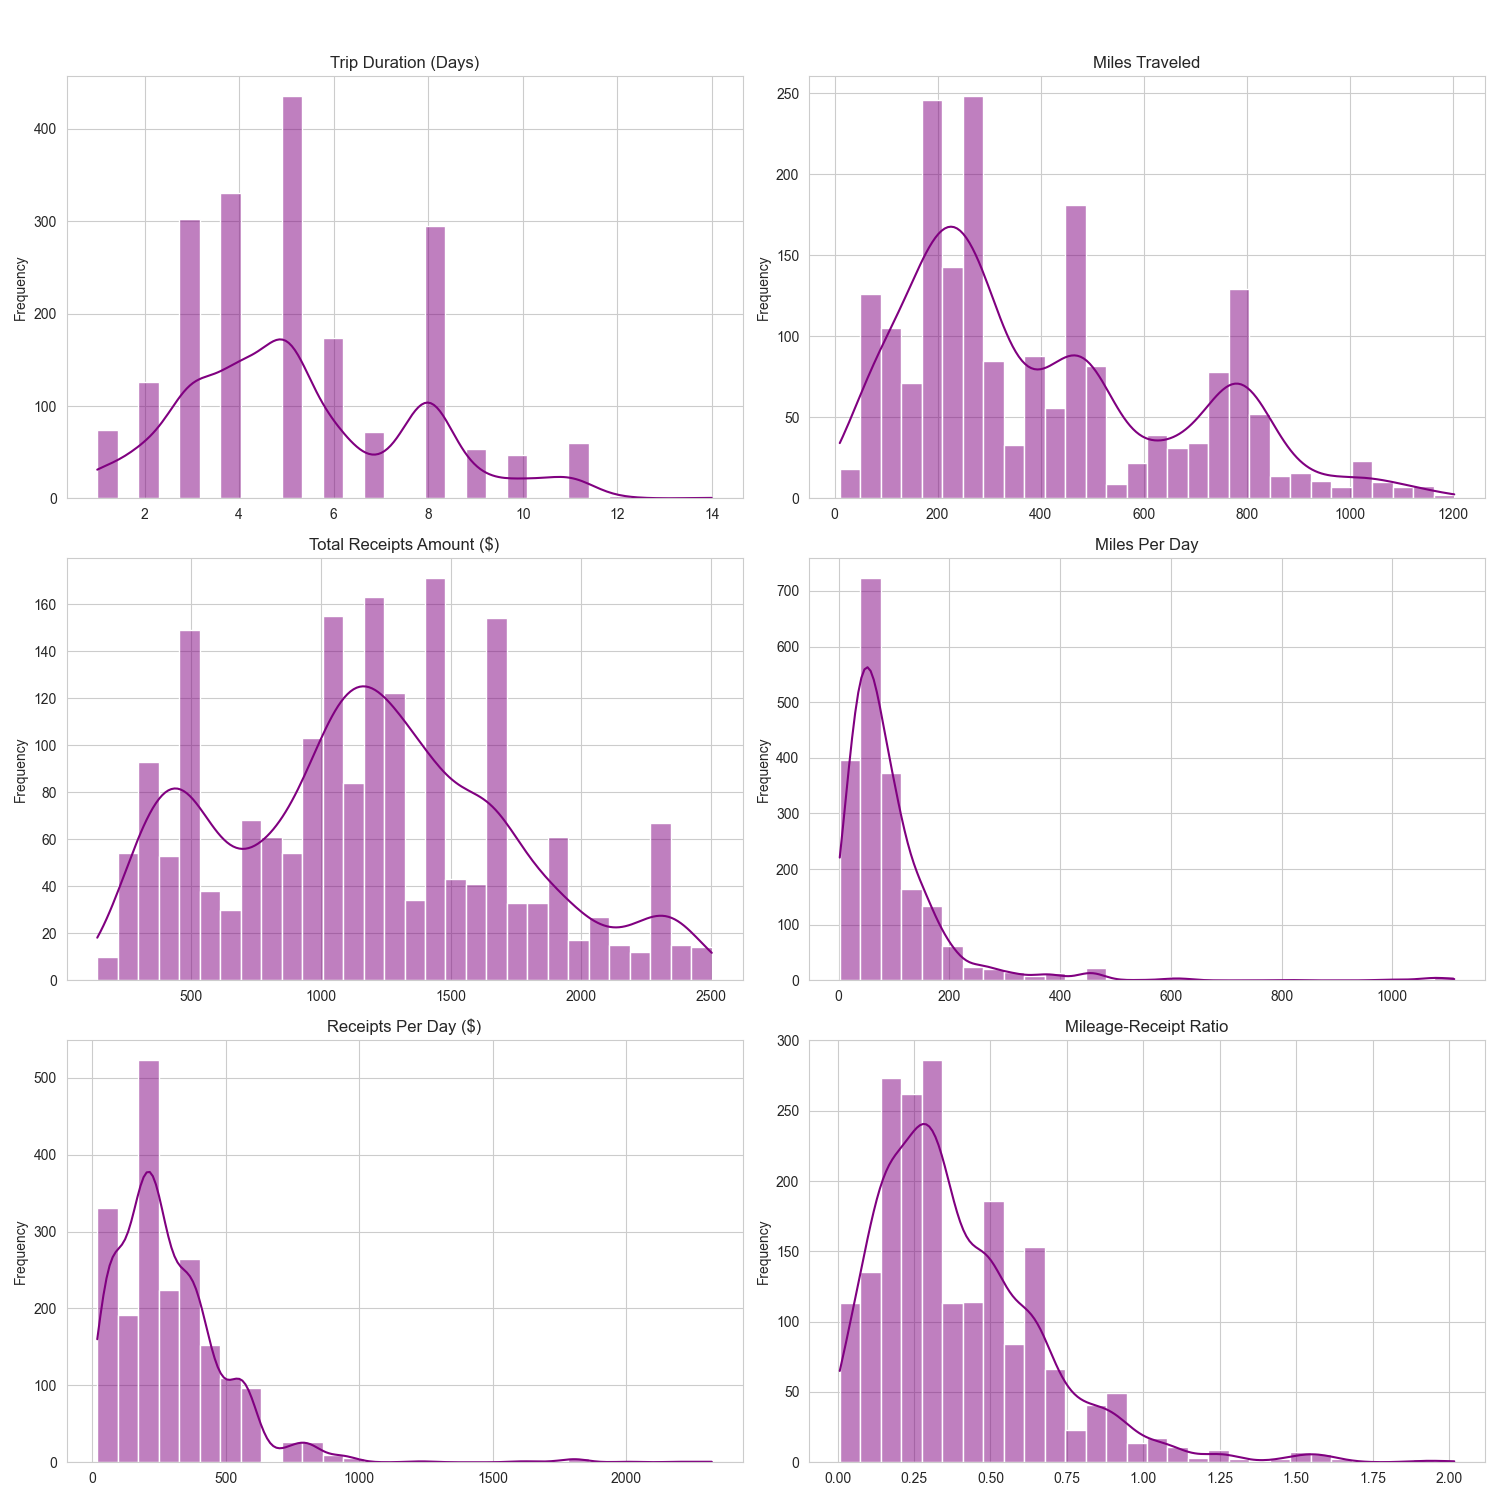 Trip Duration (Days)
Frequency
400
300
200
100
0
2 4 6 8 10 12 14
Miles Traveled
Frequency
250
200
150
100
50
0
0 200 400 600 800 1000 1200
Total Receipts Amount ($)
Frequency
160
140
120
100
80
60
40
20
0
500 1000 1500 2000 2500
Miles Per Day
Frequency
700
600
500
400
300
200
100
0
0 200 400 600 800 1000
Receipts Per Day ($)
Frequency
500
400
300
200
100
0
0 500 1000 1500 2000
Mileage-Receipt Ratio
Frequency
300
250
200
150
100
50
0
0.00 0.25 0.50 0.75 1.00 1.25 1.50 1.75 2.00